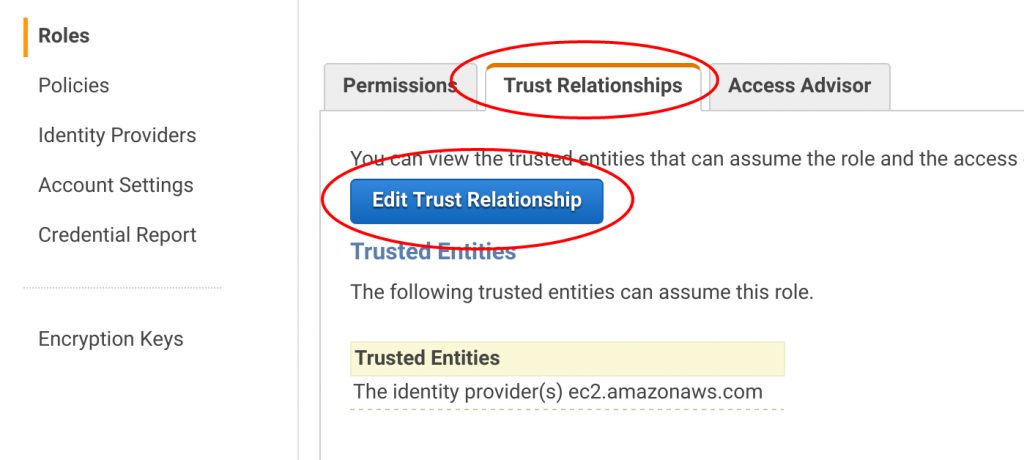 Roles
Policies
Identity Providers
Account Settings
Credential Report
Encryption Keys
Permissions
Trust Relationships
Access Advisor
You can view the trusted entities that can assume the role and the access
Edit Trust Relationship
Trusted Entities
The following trusted entities can assume this role.
Trusted Entities
The identity provider(s) ec2.amazonaws.com